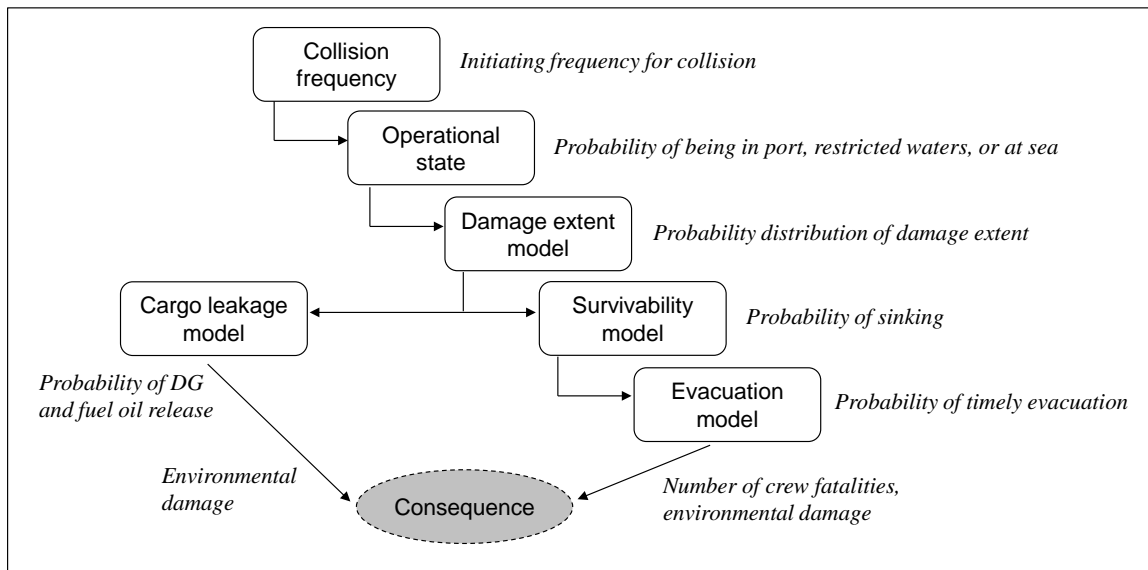 Collision
frequency
Initiating frequency for collision
Operational
state
Probability of being in port, restricted waters, or at sea
Damage extent
model
Probability distribution of damage extent
Cargo leakage
model
Survivability
model
Probability of sinking
Probability of DG
and fuel oil release
Evacuation
model
Probability of timely evacuation
Environmental
damage
Consequence
Number of crew fatalities,
environmental damage